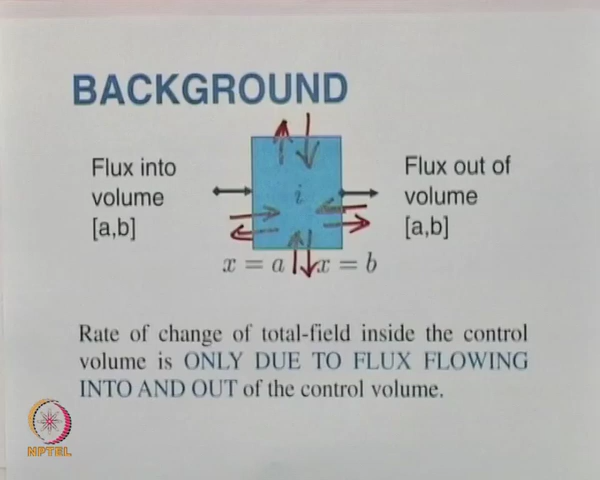 BACKGROUND
Flux into
volume
[a,b]
i
Flux out of
volume
[a,b]
x = a
x = b
Rate of change of total-field inside the control
volume is ONLY DUE TO FLUX FLOWING
INTO AND OUT of the control volume.
NPTEL